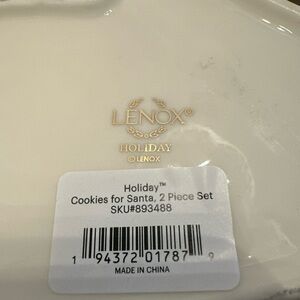 LENOX®
HOLIDAY
© LENOX
Holiday™
Cookies for Santa, 2 Piece Set
SKU#893488
1 94372 01787 9
MADE IN CHINA